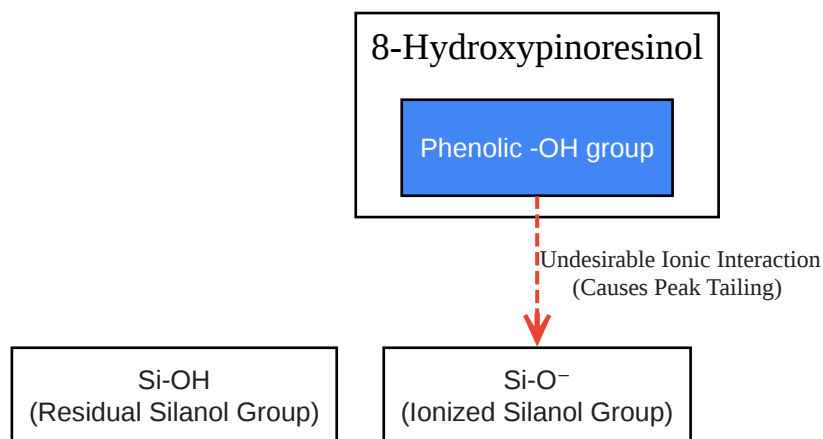 8-Hydroxypinoresinol
Phenolic -OH group
Undesirable Ionic Interaction
(Causes Peak Tailing)
Si-OH
(Residual Silanol Group)
Si-O⁻
(Ionized Silanol Group)